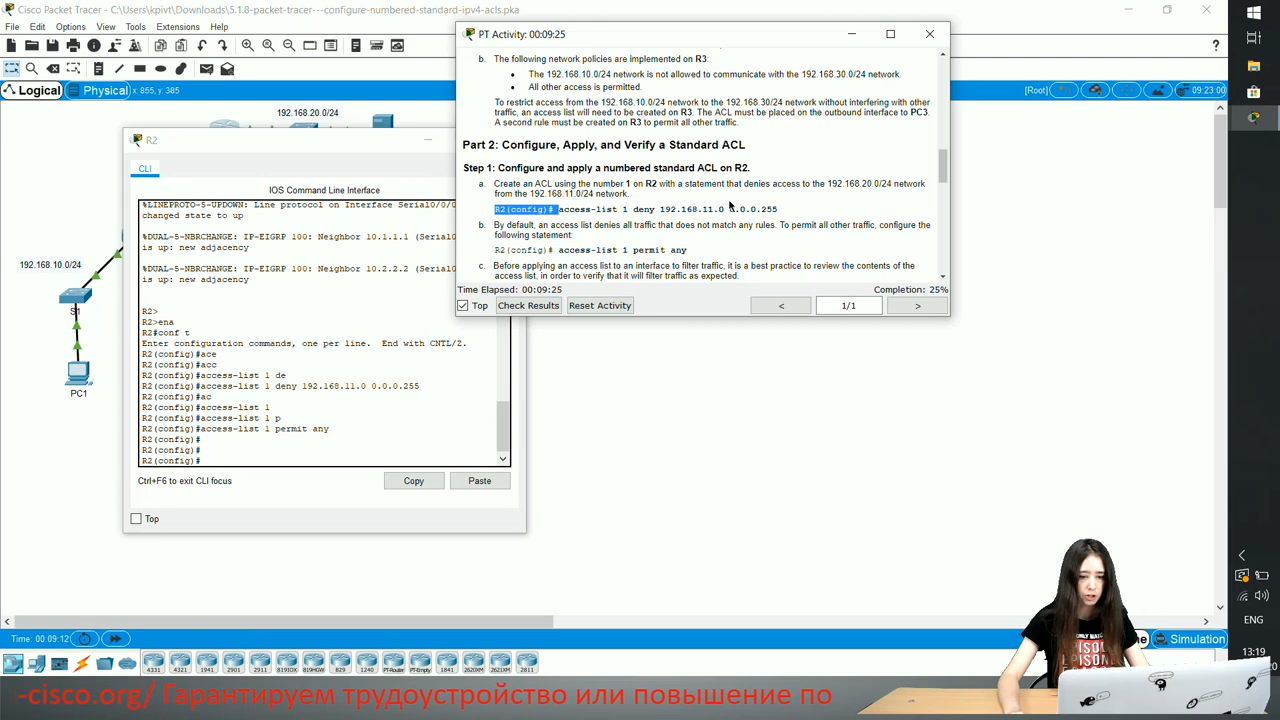 Cisco Packet Tracer - C:\Users\kpivt\Downloads\5.1.8-packet-tracer---configure-numbered-standard-ipv4-acls.pka
File Edit Options View Tools Extensions Help
Logical Physical x: 855, y: 385
[Root] 09:23:00
192.168.20.0/24
192.168.10.0/24
S1
PC1
R2
CLI
IOS Command Line Interface
%LINEPROTO-5-UPDOWN: Line protocol on Interface Serial0/0/
changed state to up
%DUAL-5-NBRCHANGE: IP-EIGRP 100: Neighbor 10.1.1.1 (Serial
is up: new adjacency
%DUAL-5-NBRCHANGE: IP-EIGRP 100: Neighbor 10.2.2.2 (Serial
is up: new adjacency
R2>
R2>ena
R2#conf t
Enter configuration commands, one per line. End with CNTL/Z.
R2(config)#ace
R2(config)#acc
R2(config)#access-list 1 de
R2(config)#access-list 1 deny 192.168.11.0 0.0.0.255
R2(config)#ac
R2(config)#access-list 1
R2(config)#access-list 1 p
R2(config)#access-list 1 permit any
R2(config)#
R2(config)#
R2(config)#
Ctrl+F6 to exit CLI focus
Copy
Paste
Top
PT Activity: 00:09:25
b. The following network policies are implemented on R3:
• The 192.168.10.0/24 network is not allowed to communicate with the 192.168.30.0/24 network.
• All other access is permitted.
To restrict access from the 192.168.10.0/24 network to the 192.168.30/24 network without interfering with other
traffic, an access list will need to be created on R3. The ACL must be placed on the outbound interface to PC3.
A second rule must be created on R3 to permit all other traffic.
Part 2: Configure, Apply, and Verify a Standard ACL
Step 1: Configure and apply a numbered standard ACL on R2.
a. Create an ACL using the number 1 on R2 with a statement that denies access to the 192.168.20.0/24 network
from the 192.168.11.0/24 network.
R2(config)# access-list 1 deny 192.168.11.0 0.0.0.255
b. By default, an access list denies all traffic that does not match any rules. To permit all other traffic, configure the
following statement:
R2(config)# access-list 1 permit any
c. Before applying an access list to an interface to filter traffic, it is a best practice to review the contents of the
access list, in order to verify that it will filter traffic as expected.
Time Elapsed: 00:09:25 Completion: 25%
Top Check Results Reset Activity < 1/1 >
Time: 00:09:12
Simulation
4331 4321 1941 2901 2911 819IOX 819HGW 829 1240 PT-Router PT-Empty 1841 2620XM 2621XM 2811
ENG
13:19
-cisco.org/ Гарантируем трудоустройство или повышение по